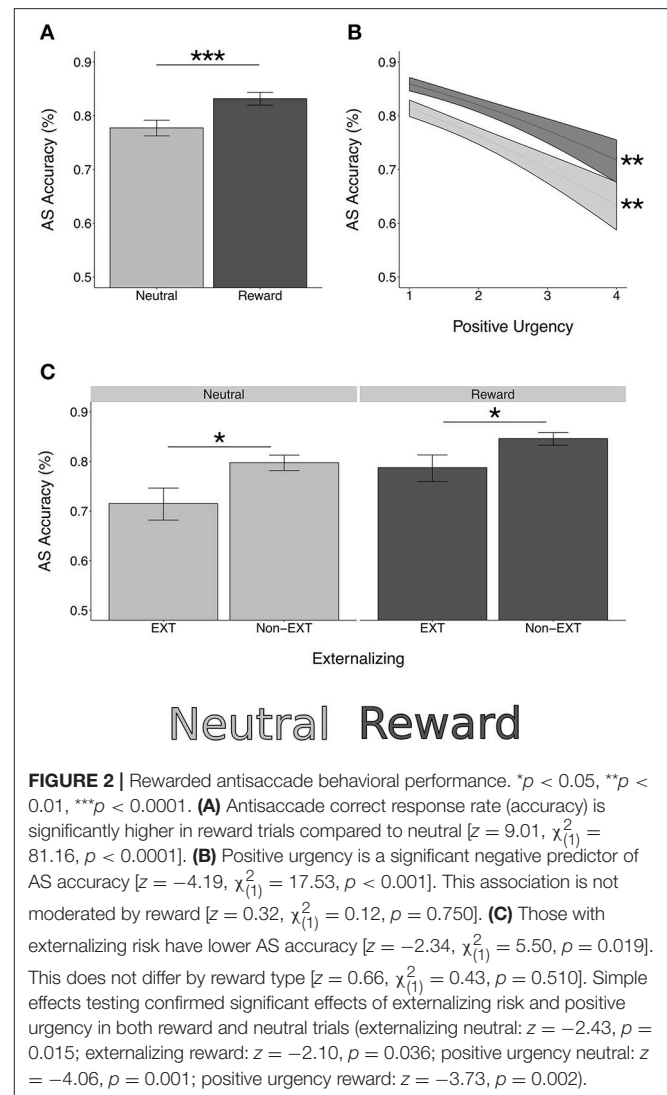 A
***
AS Accuracy (%)
0.9
0.8
0.7
0.6
0.5
Neutral
Reward
B
AS Accuracy (%)
0.9
0.8
0.7
0.6
0.5
**
**
1
2
3
4
Positive Urgency
C
Neutral
Reward
AS Accuracy (%)
0.9
0.8
0.7
0.6
0.5
*
*
EXT
Non−EXT
EXT
Non−EXT
Externalizing
Neutral Reward
FIGURE 2 | Rewarded antisaccade behavioral performance. *p < 0.05, **p <
0.01, ***p < 0.0001. (A) Antisaccade correct response rate (accuracy) is
significantly higher in reward trials compared to neutral [z = 9.01, χ²₍₁₎ =
81.16, p < 0.0001]. (B) Positive urgency is a significant negative predictor of
AS accuracy [z = −4.19, χ²₍₁₎ = 17.53, p < 0.001]. This association is not
moderated by reward [z = 0.32, χ²₍₁₎ = 0.12, p = 0.750]. (C) Those with
externalizing risk have lower AS accuracy [z = −2.34, χ²₍₁₎ = 5.50, p = 0.019].
This does not differ by reward type [z = 0.66, χ²₍₁₎ = 0.43, p = 0.510]. Simple
effects testing confirmed significant effects of externalizing risk and positive
urgency in both reward and neutral trials (externalizing neutral: z = −2.43, p =
0.015; externalizing reward: z = −2.10, p = 0.036; positive urgency neutral: z
= −4.06, p = 0.001; positive urgency reward: z = −3.73, p = 0.002).